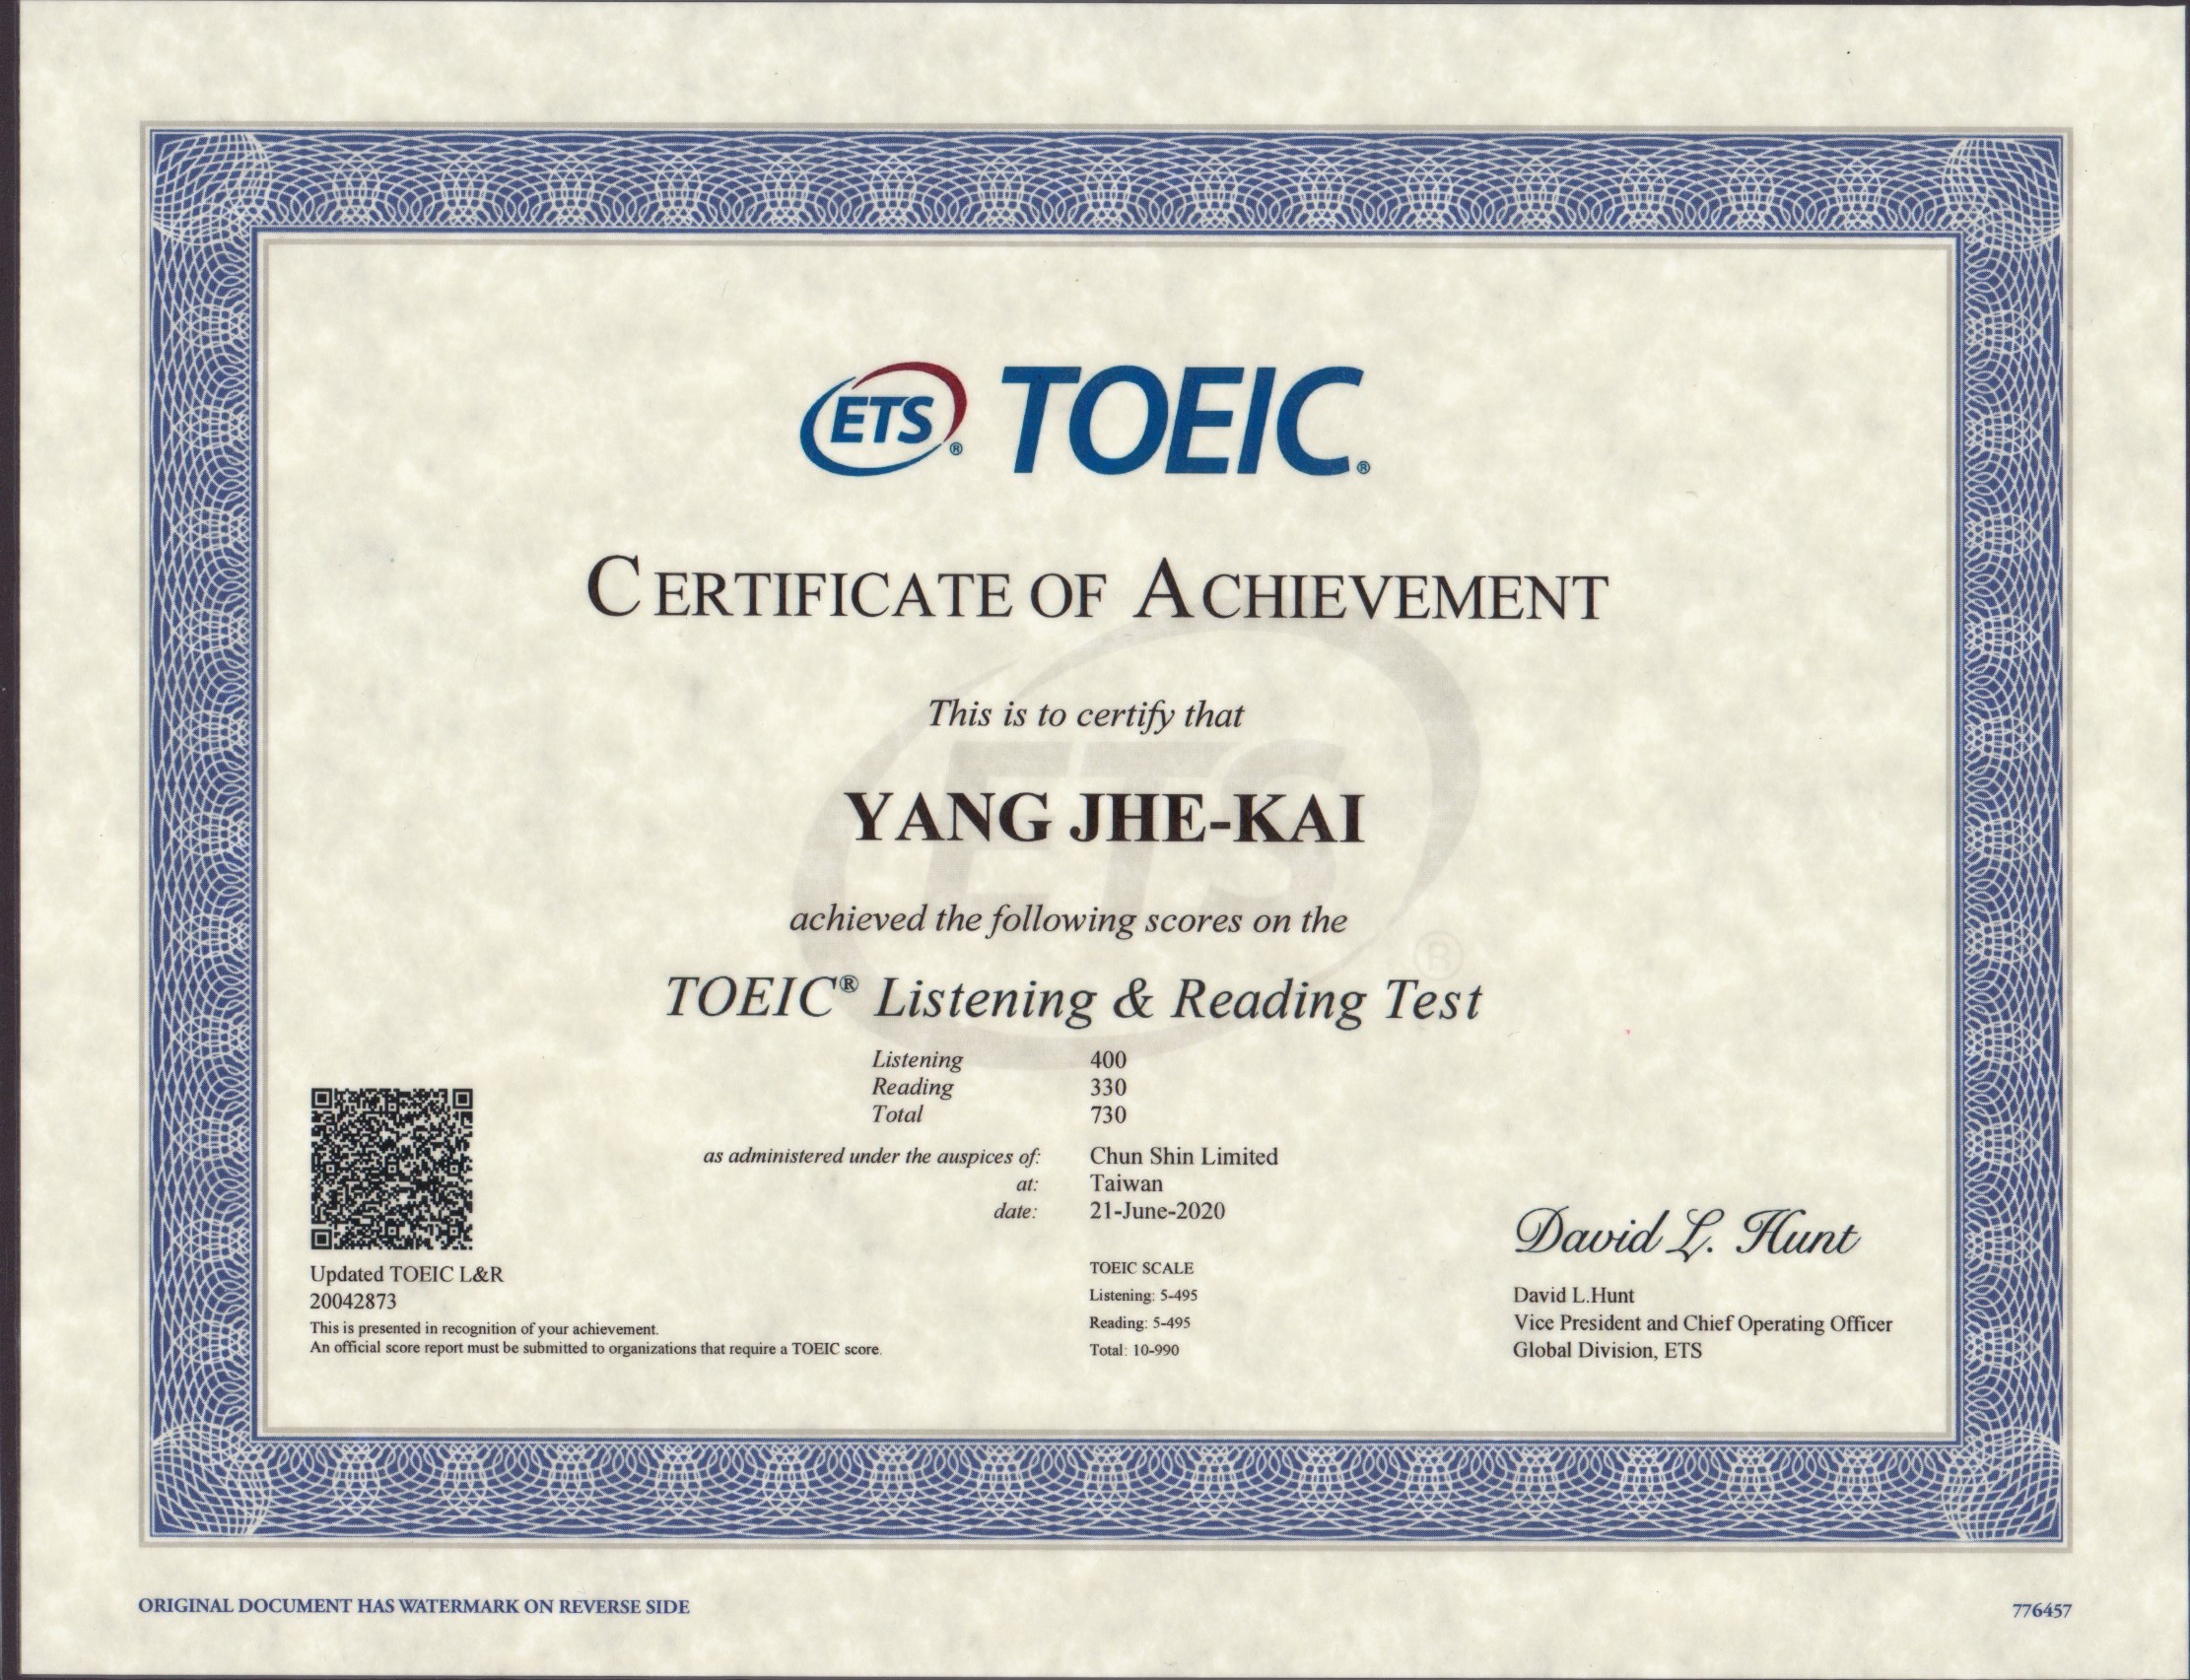 ETS® TOEIC®
CERTIFICATE OF ACHIEVEMENT
This is to certify that
YANG JHE-KAI
achieved the following scores on the
TOEIC® Listening & Reading Test
Listening 400
Reading 330
Total 730
as administered under the auspices of: Chun Shin Limited
at: Taiwan
date: 21-June-2020
Updated TOEIC L&R
20042873
This is presented in recognition of your achievement.
An official score report must be submitted to organizations that require a TOEIC score.
TOEIC SCALE
Listening: 5-495
Reading: 5-495
Total: 10-990
David L. Hunt
David L.Hunt
Vice President and Chief Operating Officer
Global Division, ETS
ETS®
ORIGINAL DOCUMENT HAS WATERMARK ON REVERSE SIDE
776457